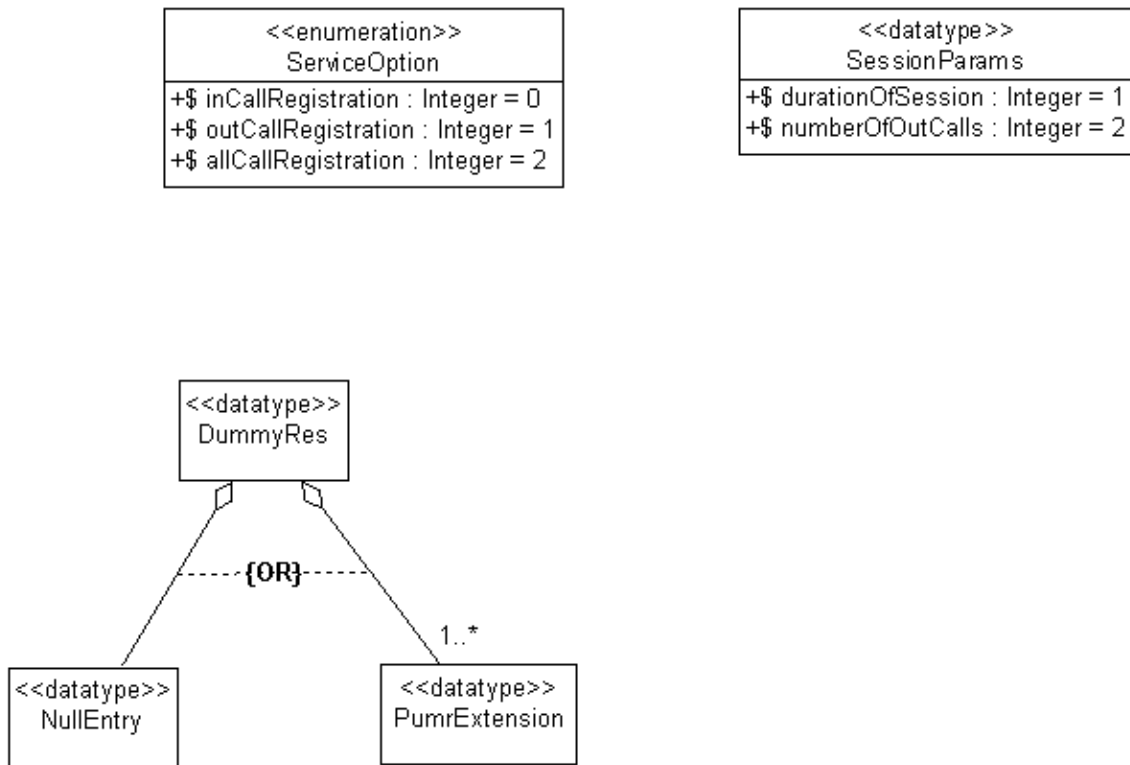 <<enumeration>>
ServiceOption
+$ inCallRegistration : Integer = 0
+$ outCallRegistration : Integer = 1
+$ allCallRegistration : Integer = 2
<<datatype>>
SessionParams
+$ durationOfSession : Integer = 1
+$ numberOfOutCalls : Integer = 2
<<datatype>>
DummyRes
{OR}
1..*
<<datatype>>
NullEntry
<<datatype>>
PumrExtension